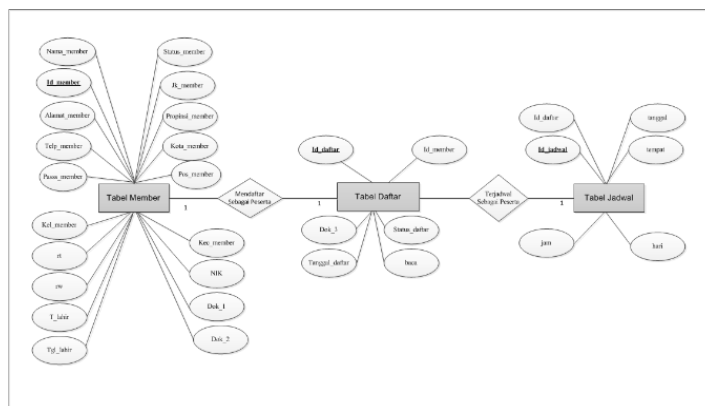 Nama_member
Status_member
Id_member
Jk_member
Alamat_member
Propinsi_member
Telp_member
Kota_member
Pass_member
Pos_member
Tabel Member
1
Mendaftar
Sebagai Peserta
1
Id_daftar
Id_member
Tabel Daftar
Terjadwal
Sebagai Peserta
1
Id_daftar
tanggal
Id_jadwal
tempat
Tabel Jadwal
Kel_member
Kec_member
rt
NIK
rw
Dok_1
T_lahir
Dok_2
Tgl_lahir
Dok_3
Status_daftar
Tanggal_daftar
baca
jam
hari